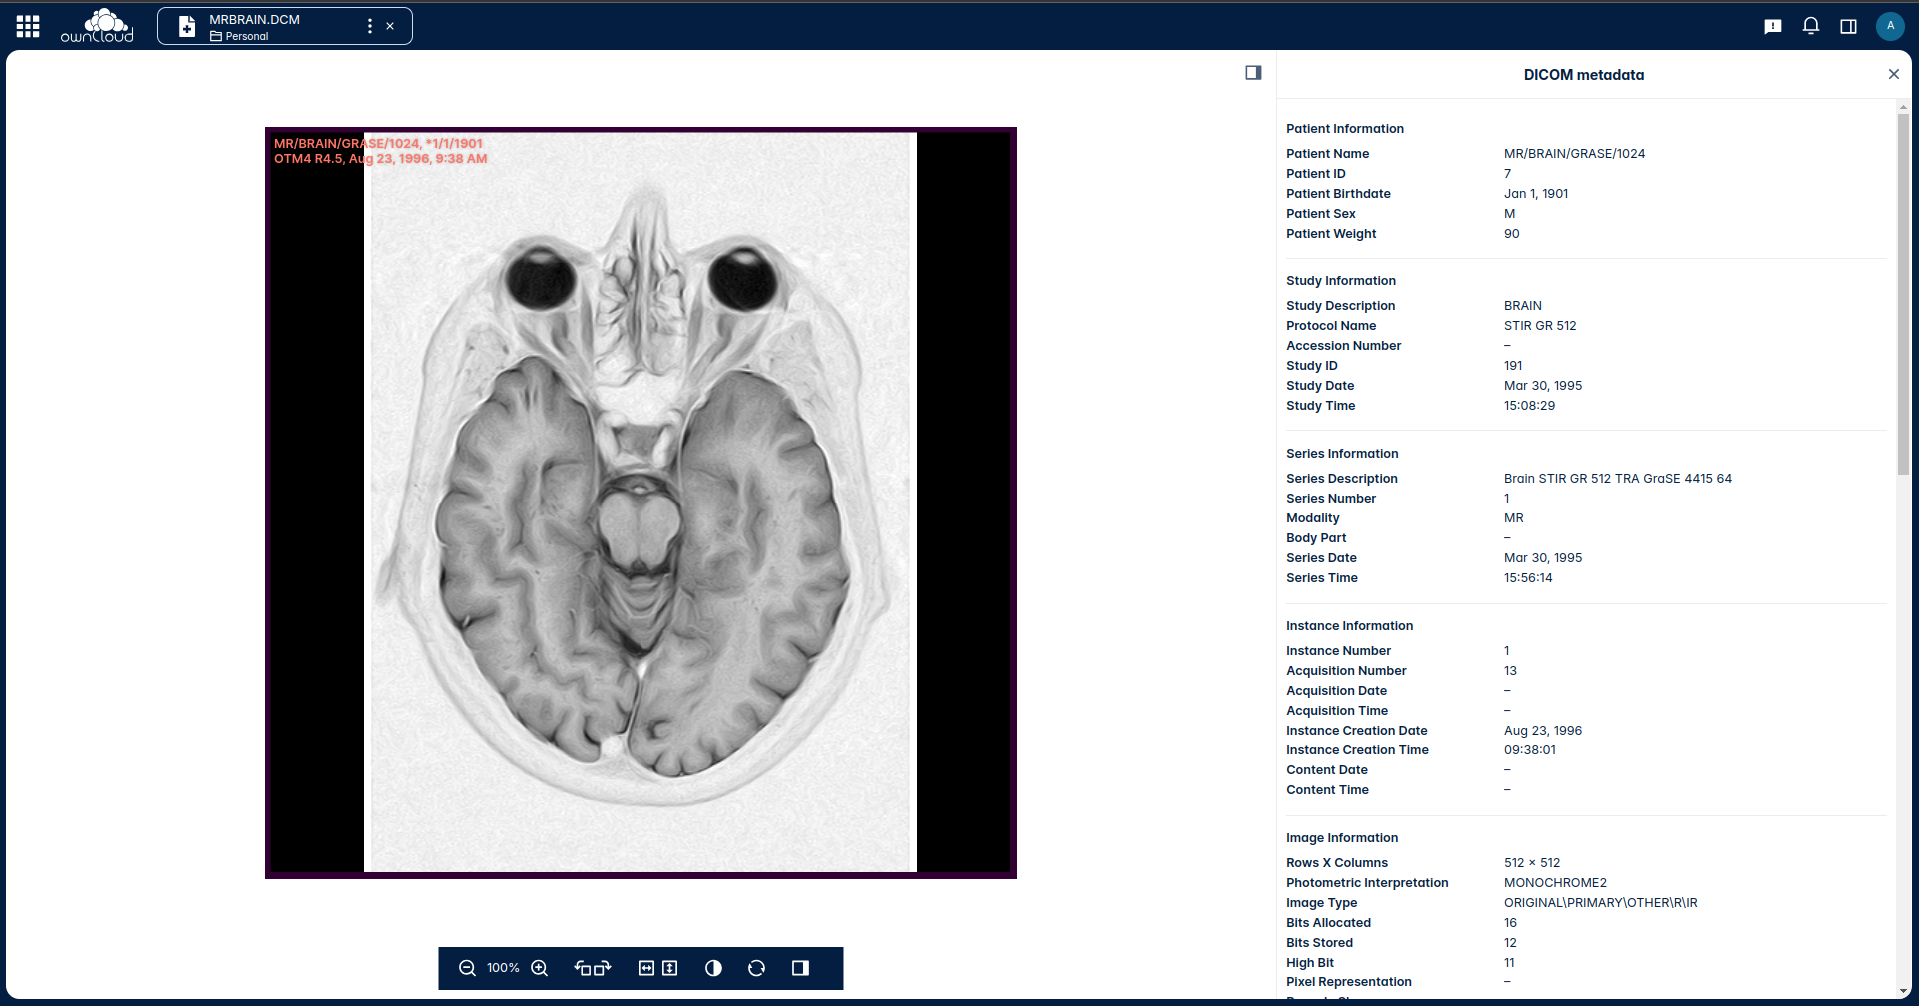 ownCloud
MRBRAIN.DCM
Personal
A
MR/BRAIN/GRASE/1024, *1/1/1901
OTM4 R4.5, Aug 23, 1996, 9:38 AM
100%
DICOM metadata
Patient Information
Patient Name MR/BRAIN/GRASE/1024
Patient ID 7
Patient Birthdate Jan 1, 1901
Patient Sex M
Patient Weight 90
Study Information
Study Description BRAIN
Protocol Name STIR GR 512
Accession Number –
Study ID 191
Study Date Mar 30, 1995
Study Time 15:08:29
Series Information
Series Description Brain STIR GR 512 TRA GraSE 4415 64
Series Number 1
Modality MR
Body Part –
Series Date Mar 30, 1995
Series Time 15:56:14
Instance Information
Instance Number 1
Acquisition Number 13
Acquisition Date –
Acquisition Time –
Instance Creation Date Aug 23, 1996
Instance Creation Time 09:38:01
Content Date –
Content Time –
Image Information
Rows X Columns 512 × 512
Photometric Interpretation MONOCHROME2
Image Type ORIGINAL\PRIMARY\OTHER\R\IR
Bits Allocated 16
Bits Stored 12
High Bit 11
Pixel Representation –